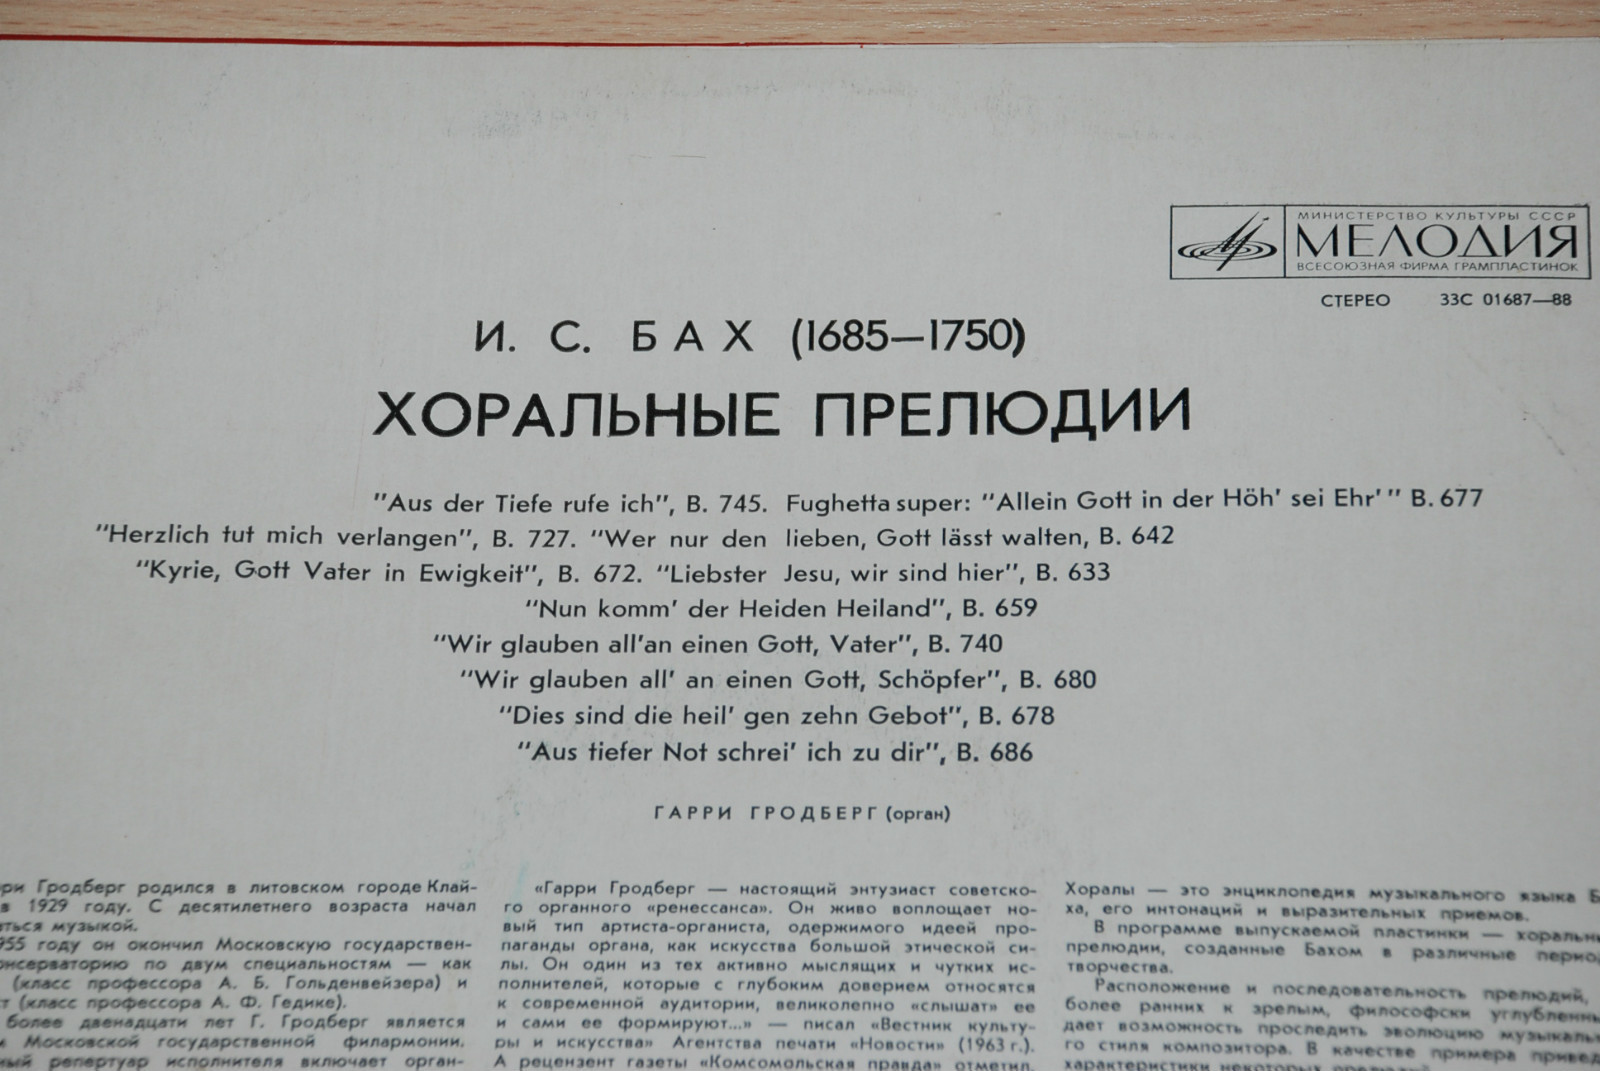 МИНИСТЕРСТВО КУЛЬТУРЫ СССР
МЕЛОДИЯ
ВСЕСОЮЗНАЯ ФИРМА ГРАМПЛАСТИНОК
СТЕРЕО 33С 01687—88
И. С. БАХ (1685—1750)
ХОРАЛЬНЫЕ ПРЕЛЮДИИ
"Aus der Tiefe rufe ich", B. 745. Fughetta super: "Allein Gott in der Höh' sei Ehr'" B. 677
"Herzlich tut mich verlangen", B. 727. "Wer nur den lieben, Gott lässt walten, B. 642
"Kyrie, Gott Vater in Ewigkeit", B. 672. "Liebster Jesu, wir sind hier", B. 633
"Nun komm' der Heiden Heiland", B. 659
"Wir glauben all'an einen Gott, Vater", B. 740
"Wir glauben all' an einen Gott, Schöpfer", B. 680
"Dies sind die heil' gen zehn Gebot", B. 678
"Aus tiefer Not schrei' ich zu dir", B. 686
ГАРРИ ГРОДБЕРГ (орган)
ри Гродберг родился в литовском городе Клай-
в 1929 году. С десятилетнего возраста начал
ться музыкой.
955 году он окончил Московскую государствен-
онсерваторию по двум специальностям — как
(класс профессора А. Б. Гольденвейзера) и
т (класс профессора А. Ф. Гедике).
более двенадцати лет Г. Гродберг является
Московской государственной филармонии.
ный репертуар исполнителя включает орган-
«Гарри Гродберг — настоящий энтузиаст советско-
го органного «ренессанса». Он живо воплощает но-
вый тип артиста-органиста, одержимого идеей про-
паганды органа, как искусства большой этической си-
лы. Он один из тех активно мыслящих и чутких ис-
полнителей, которые с глубоким доверием относятся
к современной аудитории, великолепно «слышат» ее
и сами ее формируют...» — писал «Вестник культу-
ры и искусства» Агентства печати «Новости» (1963 г.).
А рецензент газеты «Комсомольская правда» отметил,
Хоралы — это энциклопедия музыкального языка Б
ха, его интонаций и выразительных приемов.
В программе выпускаемой пластинки — хоральн
прелюдии, созданные Бахом в различные период
творчества.
Расположение и последовательность прелюдий,
более ранних к зрелым, философски углубленны
дает возможность проследить эволюцию музыкаль
го стиля композитора. В качестве примера привед
характеристики некоторых прелюдий.